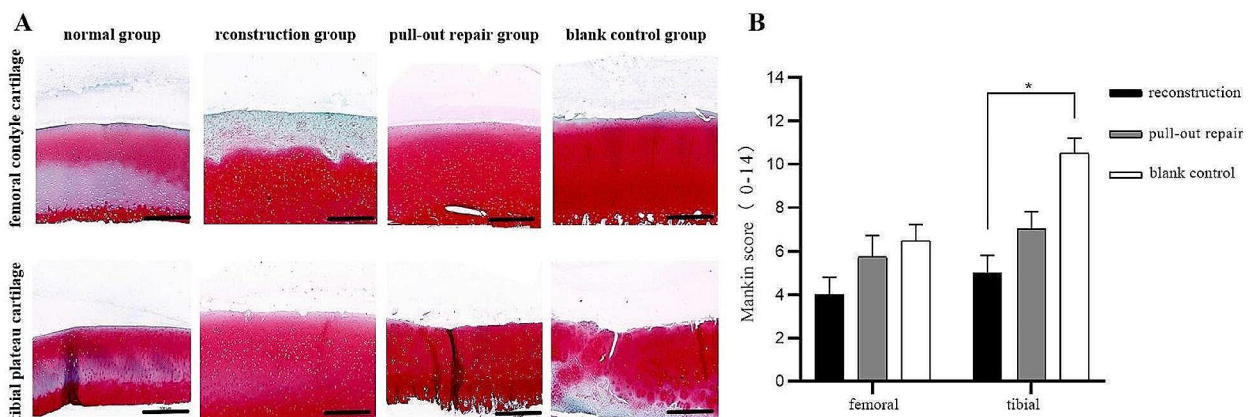 A
normal group
rconstruction group
pull-out repair group
blank control group
femoral condyle cartilage
tibial plateau cartilage
B
Mankin score ( 0-14)
14
12
10
8
6
4
2
0
*
femoral
tibial
reconstruction
pull-out repair
blank control